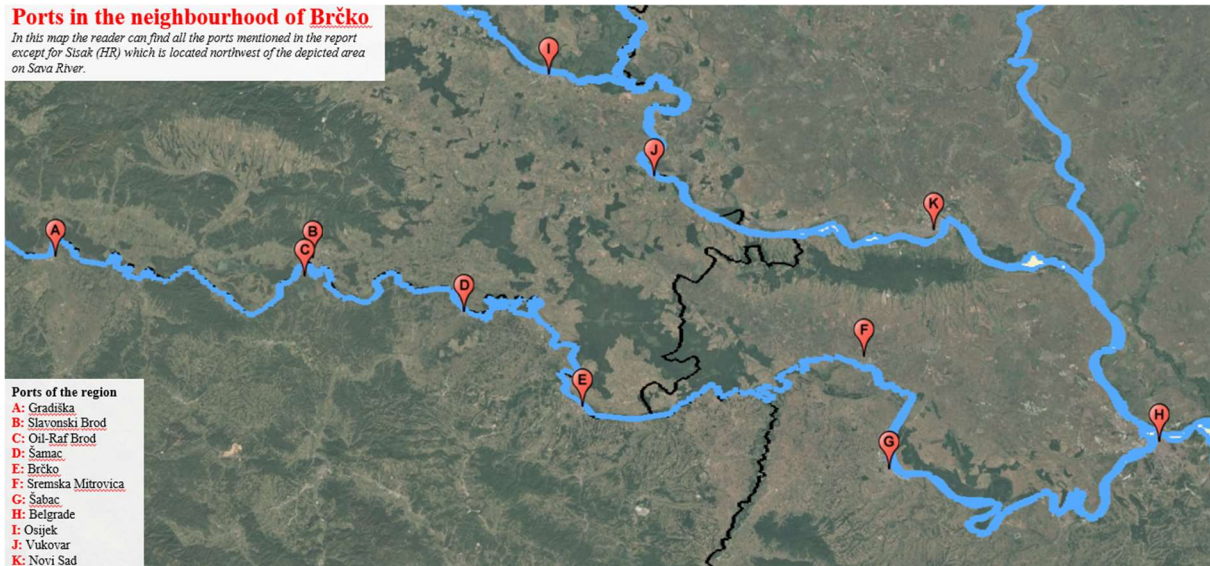 Ports in the neighbourhood of Brčko
In this map the reader can find all the ports mentioned in the report
except for Sisak (HR) which is located northwest of the depicted area
on Sava River.
I
J
K
A
B
C
D
F
E
H
G
Ports of the region
A: Gradiška
B: Slavonski Brod
C: Oil-Raf Brod
D: Šamac
E: Brčko
F: Sremska Mitrovica
G: Šabac
H: Belgrade
I: Osijek
J: Vukovar
K: Novi Sad